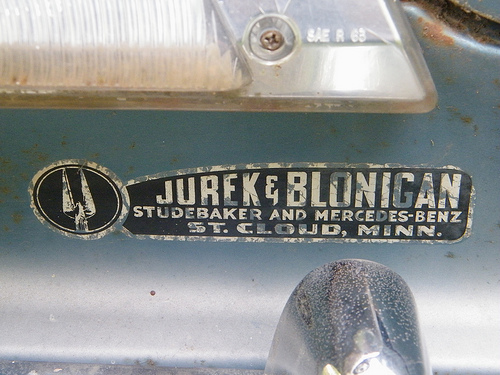 SAE R 63
JUREK & BLONIGAN
STUDEBAKER AND MERCEDES-BENZ
ST. CLOUD, MINN.